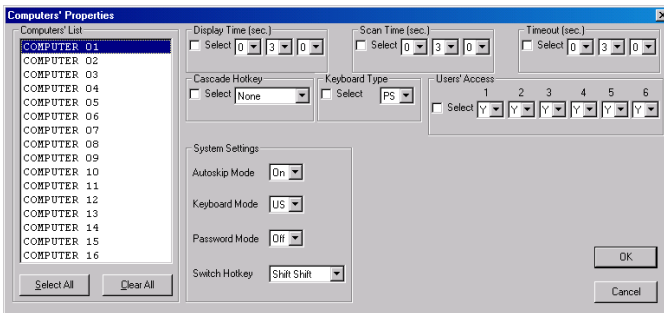 Computers' Properties
Computers' List
COMPUTER 01
COMPUTER 02
COMPUTER 03
COMPUTER 04
COMPUTER 05
COMPUTER 06
COMPUTER 07
COMPUTER 08
COMPUTER 09
COMPUTER 10
COMPUTER 11
COMPUTER 12
COMPUTER 13
COMPUTER 14
COMPUTER 15
COMPUTER 16
Select All Clear All
Display Time (sec.) Scan Time (sec.) Timeout (sec.)
Select 0 3 0 Select 0 3 0 Select 0 3 0
Cascade Hotkey Keyboard Type Users' Access
1 2 3 4 5 6
Select None Select PS Select Y Y Y Y Y Y
System Settings
Autoskip Mode On
Keyboard Mode US
Password Mode Off
Switch Hotkey Shift Shift
OK
Cancel